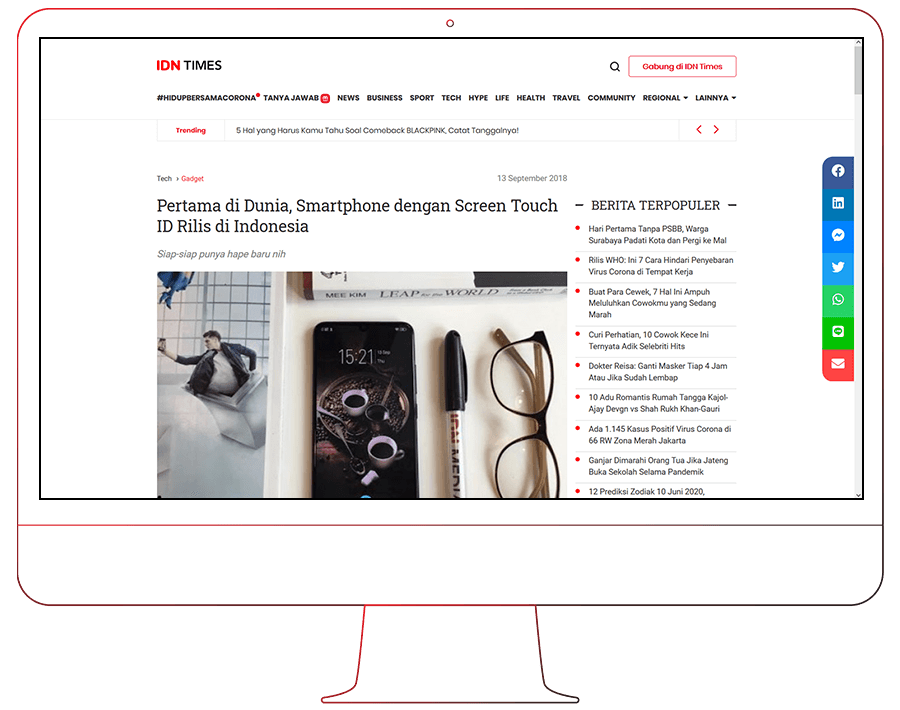 IDN TIMES
Gabung di IDN Times
#HIDUPBERSAMACORONA TANYA JAWAB NEWS BUSINESS SPORT TECH HYPE LIFE HEALTH TRAVEL COMMUNITY REGIONAL LAINNYA
Trending
5 Hal yang Harus Kamu Tahu Soal Comeback BLACKPINK, Catat Tanggalnya!
Tech › Gadget
13 September 2018
Pertama di Dunia, Smartphone dengan Screen Touch
ID Rilis di Indonesia
Siap-siap punya hape baru nih
MEE KIM LEAP for the WORLD
15:21
IDN MEDIA
BERITA TERPOPULER
Hari Pertama Tanpa PSBB, Warga
Surabaya Padati Kota dan Pergi ke Mal
Rilis WHO: Ini 7 Cara Hindari Penyebaran
Virus Corona di Tempat Kerja
Buat Para Cewek, 7 Hal Ini Ampuh
Meluluhkan Cowokmu yang Sedang
Marah
Curi Perhatian, 10 Cowok Kece Ini
Ternyata Adik Selebriti Hits
Dokter Reisa: Ganti Masker Tiap 4 Jam
Atau Jika Sudah Lembap
10 Adu Romantis Rumah Tangga Kajol-
Ajay Devgn vs Shah Rukh Khan-Gauri
Ada 1.145 Kasus Positif Virus Corona di
66 RW Zona Merah Jakarta
Ganjar Dimarahi Orang Tua Jika Jateng
Buka Sekolah Selama Pandemik
12 Prediksi Zodiak 10 Juni 2020,